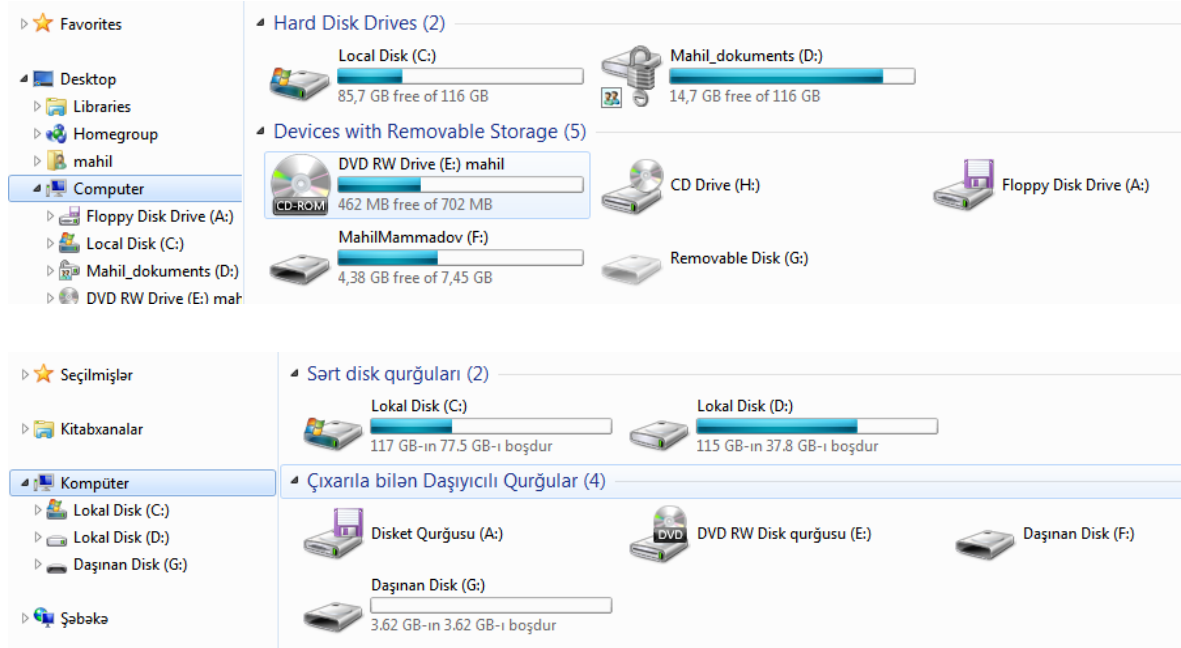 Favorites
Desktop
Libraries
Homegroup
mahil
Computer
Floppy Disk Drive (A:)
Local Disk (C:)
Mahil_dokuments (D:)
DVD RW Drive (E:) mah
Hard Disk Drives (2)
Local Disk (C:)
85,7 GB free of 116 GB
Mahil_dokuments (D:)
14,7 GB free of 116 GB
Devices with Removable Storage (5)
DVD RW Drive (E:) mahil
CD-ROM
462 MB free of 702 MB
CD Drive (H:)
Floppy Disk Drive (A:)
MahilMammadov (F:)
4,38 GB free of 7,45 GB
Removable Disk (G:)
Seçilmişlər
Kitabxanalar
Kompüter
Lokal Disk (C:)
Lokal Disk (D:)
Daşınan Disk (G:)
Şəbəkə
Sərt disk qurğuları (2)
Lokal Disk (C:)
117 GB-ın 77.5 GB-ı boşdur
Lokal Disk (D:)
115 GB-ın 37.8 GB-ı boşdur
Çıxarıla bilən Daşıyıcılı Qurğular (4)
Disket Qurğusu (A:)
DVD
DVD RW Disk qurğusu (E:)
Daşınan Disk (F:)
Daşınan Disk (G:)
3.62 GB-ın 3.62 GB-ı boşdur